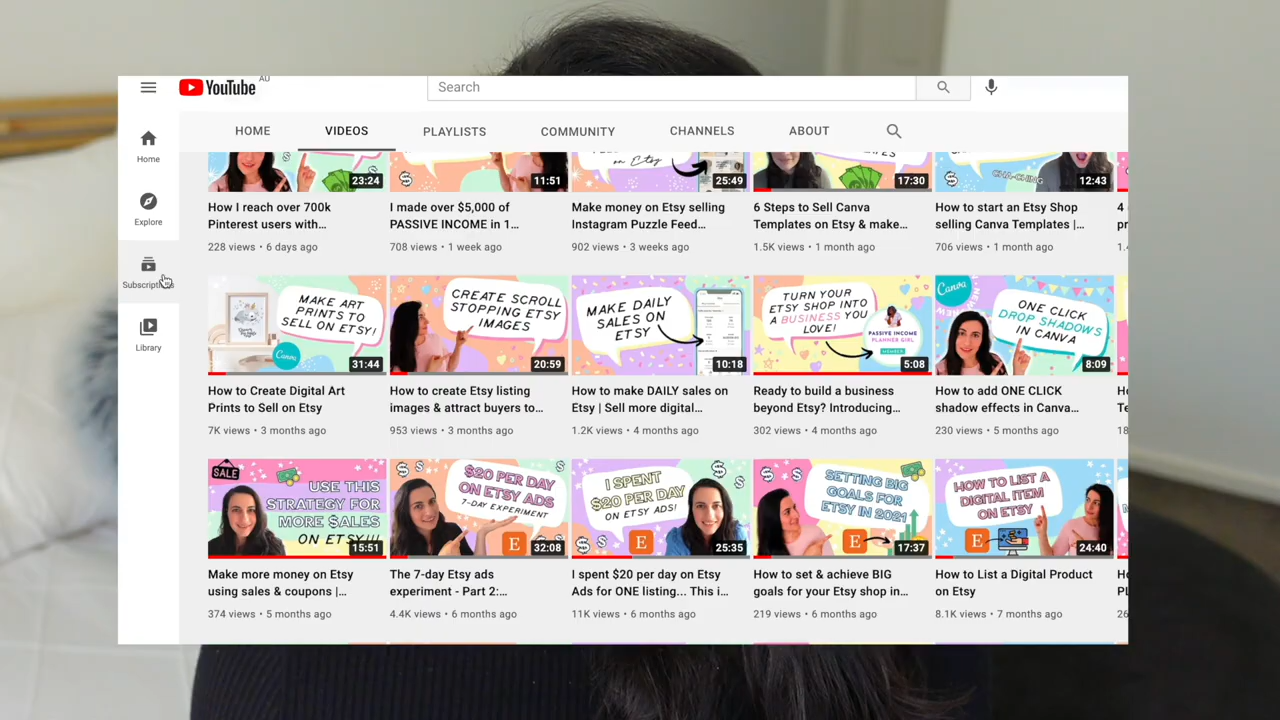 YouTube AU
Search
HOME VIDEOS PLAYLISTS COMMUNITY CHANNELS ABOUT
Home
Explore
Subscripti
Library
on Etsy
CHA-CHING
23:24 11:51 25:49 17:30 12:43
How I reach over 700k
Pinterest users with…
228 views • 6 days ago
I made over $5,000 of
PASSIVE INCOME in 1…
708 views • 1 week ago
Make money on Etsy selling
Instagram Puzzle Feed…
902 views • 3 weeks ago
6 Steps to Sell Canva
Templates on Etsy & make…
1.5K views • 1 month ago
How to start an Etsy Shop
selling Canva Templates |…
706 views • 1 month ago
MAKE ART
PRINTS TO
SELL ON ETSY!
Canva
31:44
How to Create Digital Art
Prints to Sell on Etsy
7K views • 3 months ago
CREATE SCROLL
STOPPING ETSY
IMAGES
20:59
How to create Etsy listing
images & attract buyers to…
953 views • 3 months ago
MAKE DAILY
SALES ON
ETSY
10:18
How to make DAILY sales on
Etsy | Sell more digital…
1.2K views • 4 months ago
TURN YOUR
ETSY SHOP INTO
A BUSINESS YOU
LOVE!
PASSIVE INCOME
PLANNER GIRL
MEMBER
5:08
Ready to build a business
beyond Etsy? Introducing…
302 views • 4 months ago
Canva
ONE CLICK
DROP SHADOWS
IN CANVA
8:09
How to add ONE CLICK
shadow effects in Canva…
230 views • 5 months ago
SALE
USE THIS
STRATEGY FOR
MORE $ALES
ON ETSY!!!
15:51
Make more money on Etsy
using sales & coupons |…
374 views • 5 months ago
$20 PER DAY
ON ETSY ADS
7-DAY EXPERIMENT
E
32:08
The 7-day Etsy ads
experiment - Part 2:…
4.4K views • 6 months ago
I SPENT
$20 PER DAY
ON ETSY ADS!
E
25:35
I spent $20 per day on Etsy
Ads for ONE listing... This i…
11K views • 6 months ago
SETTING BIG
GOALS FOR
ETSY IN 2021
E
17:37
How to set & achieve BIG
goals for your Etsy shop in…
219 views • 6 months ago
HOW TO LIST A
DIGITAL ITEM
ON ETSY
E
24:40
How to List a Digital Product
on Etsy
8.1K views • 7 months ago